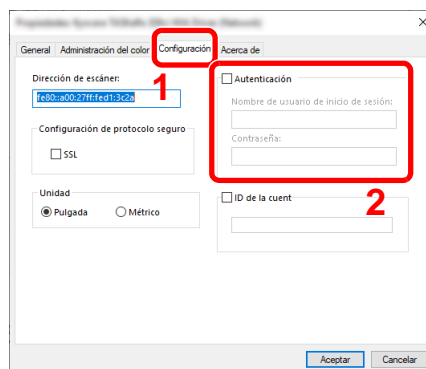 General Administración del color Configuración Acerca de
1
Dirección de escáner:
fe80::a00:27ff:fed1:3c2a
Configuración de protocolo seguro
SSL
Unidad
Pulgada Métrico
Autenticación
Nombre de usuario de inicio de sesión:
Contraseña:
2
ID de la cuent
Aceptar Cancelar